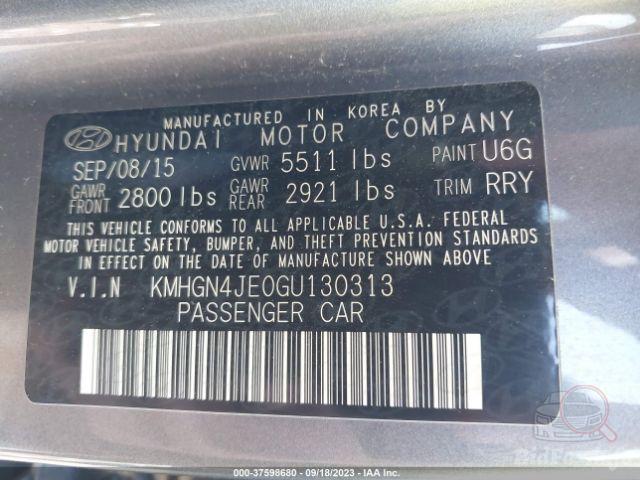 MANUFACTURED IN KOREA BY
HYUNDAI MOTOR COMPANY
SEP/08/15 GVWR 5511 lbs PAINT U6G
GAWR FRONT 2800 lbs GAWR REAR 2921 lbs TRIM RRY
THIS VEHICLE CONFORMS TO ALL APPLICABLE U.S.A. FEDERAL
MOTOR VEHICLE SAFETY, BUMPER, AND THEFT PREVENTION STANDARDS
IN EFFECT ON THE DATE OF MANUFACTURE SHOWN ABOVE
V.I.N KMHGN4JE0GU130313
PASSENGER CAR
000-37598680 / 09/18/2023 / IAA Inc.